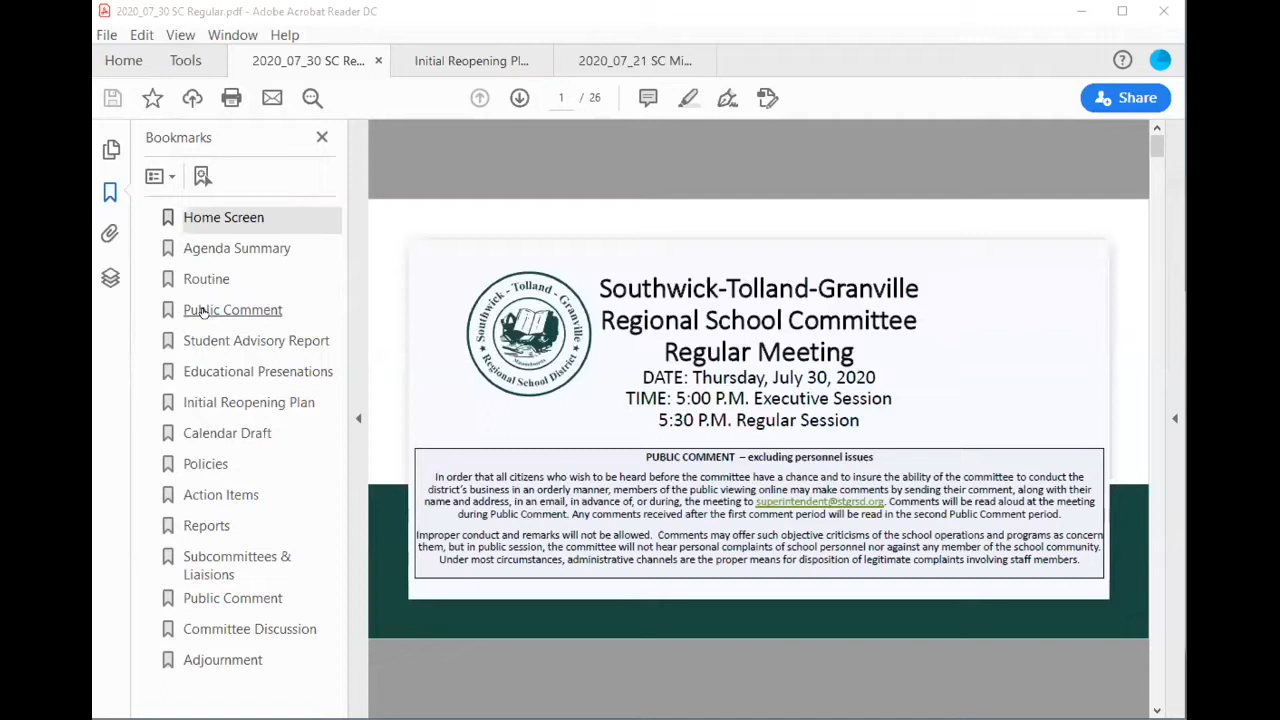 2020_07_30 SC Regular.pdf - Adobe Acrobat Reader DC
File Edit View Window Help
Home Tools 2020_07_30 SC Re... × Initial Reopening Pl... 2020_07_21 SC Mi...
1 / 26 Share
Bookmarks
Home Screen
Agenda Summary
Routine
Public Comment
Student Advisory Report
Educational Presenations
Initial Reopening Plan
Calendar Draft
Policies
Action Items
Reports
Subcommittees &
Liaisions
Public Comment
Committee Discussion
Adjournment
Southwick - Tolland - Granville
Massachusetts
Regional School District
Southwick-Tolland-Granville
Regional School Committee
Regular Meeting
DATE: Thursday, July 30, 2020
TIME: 5:00 P.M. Executive Session
5:30 P.M. Regular Session
PUBLIC COMMENT – excluding personnel issues
In order that all citizens who wish to be heard before the committee have a chance and to insure the ability of the committee to conduct the
district's business in an orderly manner, members of the public viewing online may make comments by sending their comment, along with their
name and address, in an email, in advance of, or during, the meeting to superintendent@stgrsd.org. Comments will be read aloud at the meeting
during Public Comment. Any comments received after the first comment period will be read in the second Public Comment period.
Improper conduct and remarks will not be allowed. Comments may offer such objective criticisms of the school operations and programs as concern
them, but in public session, the committee will not hear personal complaints of school personnel nor against any member of the school community.
Under most circumstances, administrative channels are the proper means for disposition of legitimate complaints involving staff members.